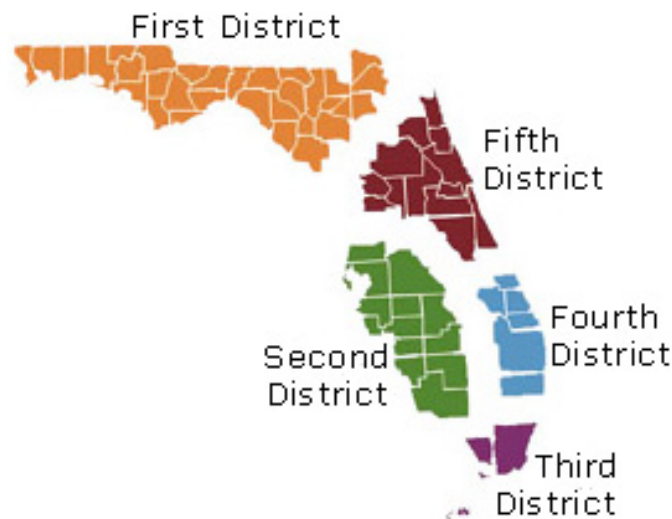 First District
Fifth
District
Fourth
District
Second
District
Third
District